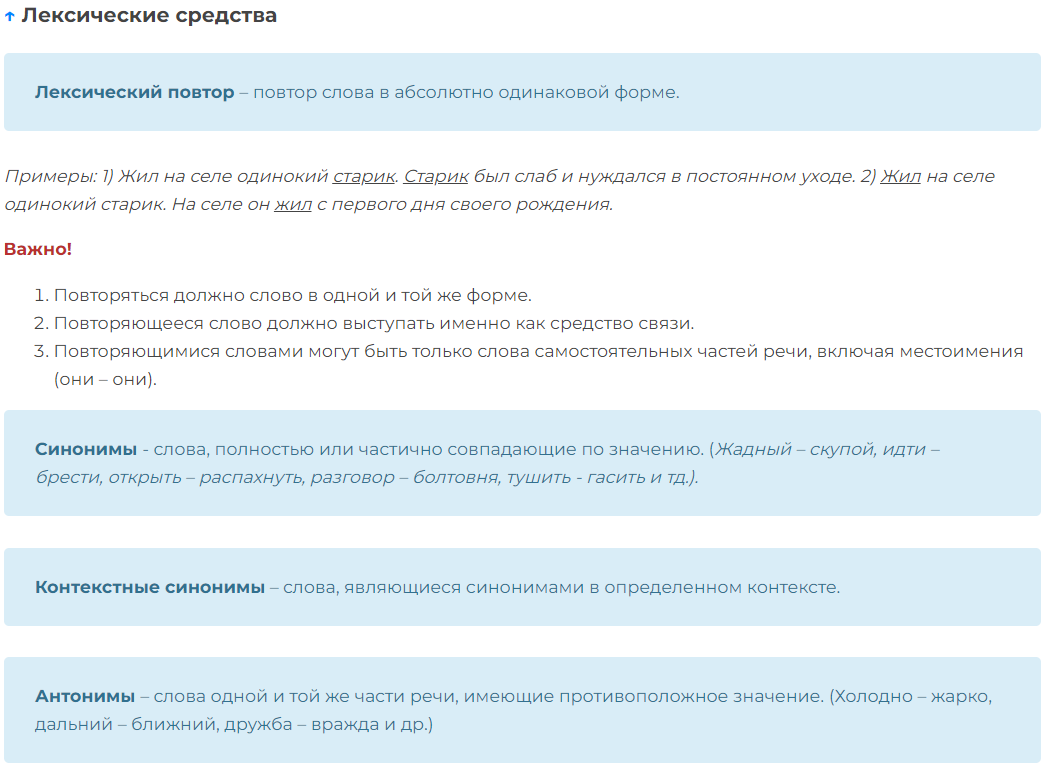 ↑ Лексические средства
Лексический повтор – повтор слова в абсолютно одинаковой форме.
Примеры: 1) Жил на селе одинокий старик. Старик был слаб и нуждался в постоянном уходе. 2) Жил на селе
одинокий старик. На селе он жил с первого дня своего рождения.
Важно!
1. Повторяться должно слово в одной и той же форме.
2. Повторяющееся слово должно выступать именно как средство связи.
3. Повторяющимися словами могут быть только слова самостоятельных частей речи, включая местоимения
(они – они).
Синонимы - слова, полностью или частично совпадающие по значению. (Жадный – скупой, идти –
брести, открыть – распахнуть, разговор – болтовня, тушить - гасить и тд.).
Контекстные синонимы – слова, являющиеся синонимами в определенном контексте.
Антонимы – слова одной и той же части речи, имеющие противоположное значение. (Холодно – жарко,
дальний – ближний, дружба – вражда и др.)